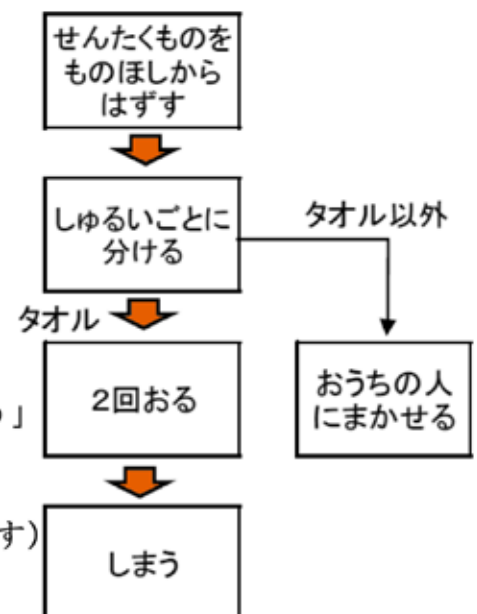 せんたくものを
ものほしから
はずす
しゅるいごとに
分ける
タオル以外
タオル
2回おる
おうちの人
にまかせる
」
す)
しまう